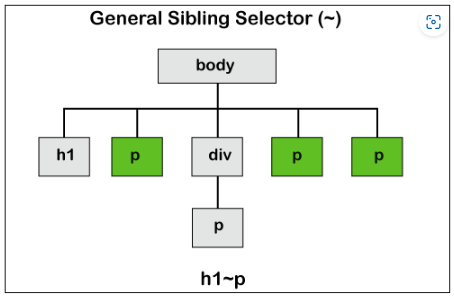 General Sibling Selector (~)
body
h1 p div p p
p
h1~p